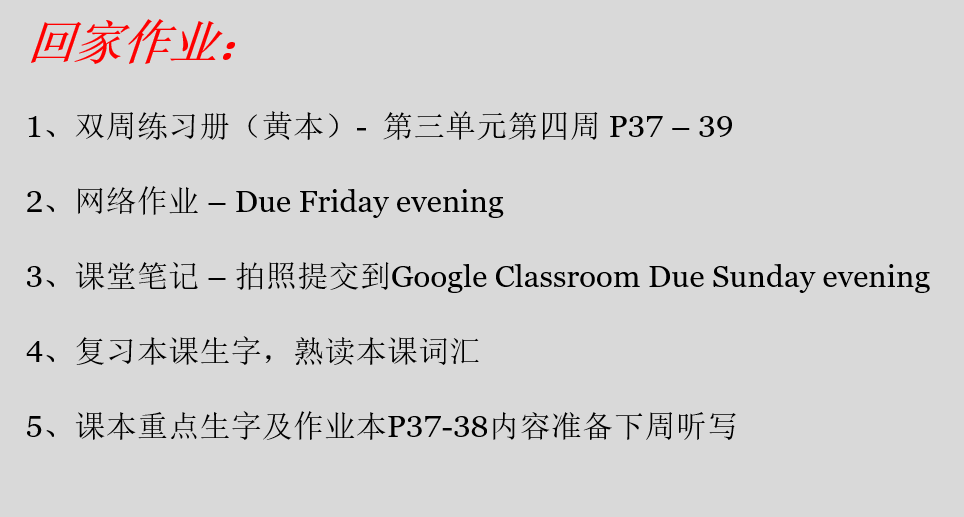 回家作业：
1、双周练习册（黄本）- 第三单元第四周 P37 – 39
2、网络作业 – Due Friday evening
3、课堂笔记 – 拍照提交到Google Classroom Due Sunday evening
4、复习本课生字，熟读本课词汇
5、课本重点生字及作业本P37-38内容准备下周听写